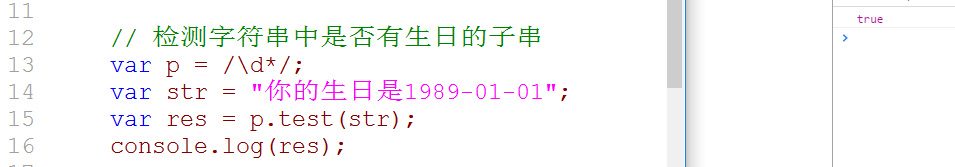 11
12 // 检测字符串中是否有生日的子串
13 var p = /\d*/;
14 var str = "你的生日是1989-01-01";
15 var res = p.test(str);
16 console.log(res);
true